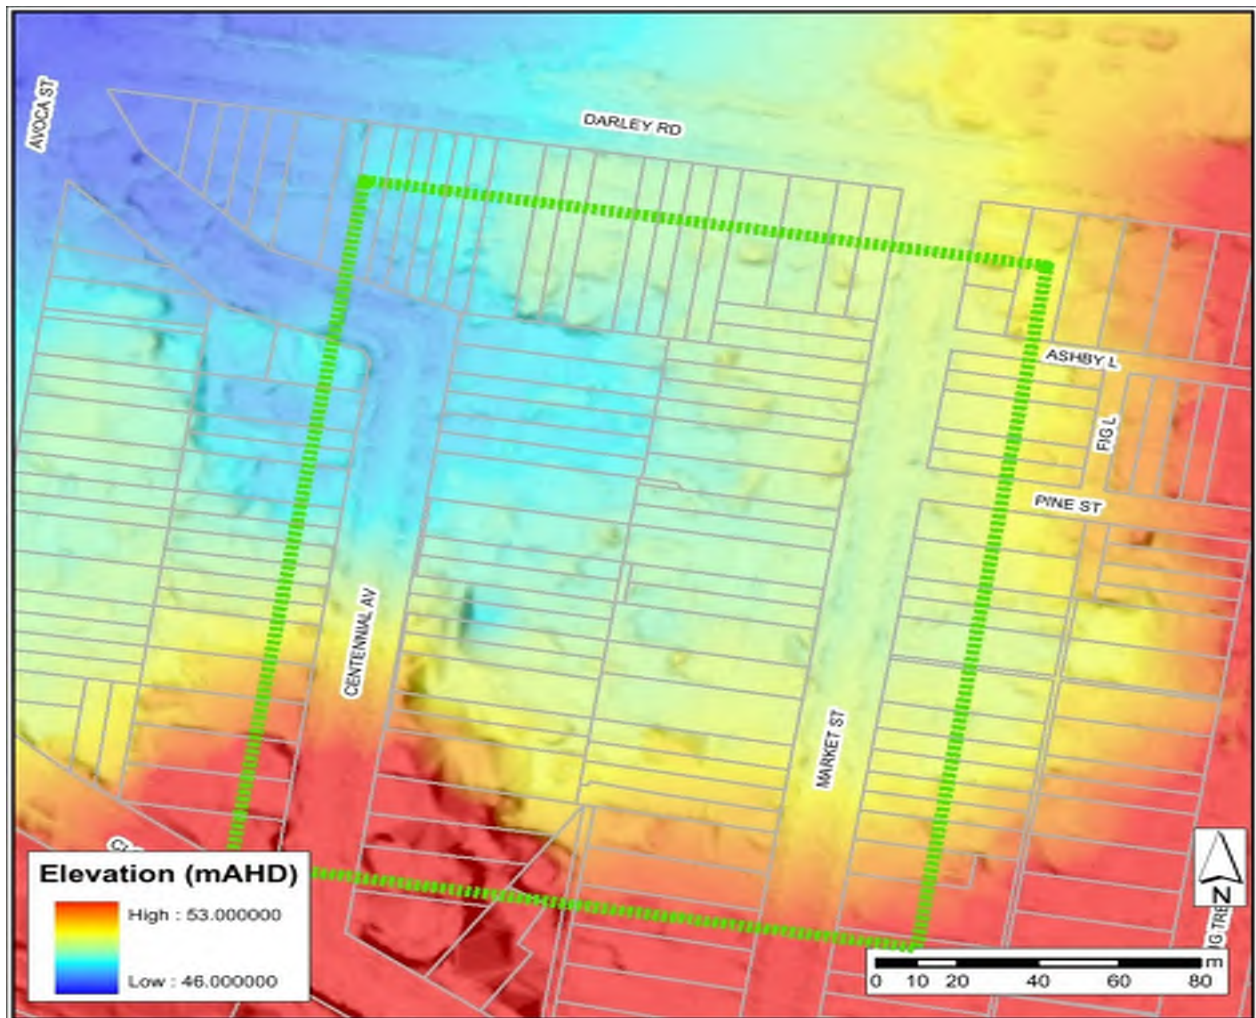 AVOCA ST
DARLEY RD
ASHBY L
FIG L
PINE ST
CENTENNIAL AV
MARKET ST
Elevation (mAHD)
High : 53.000000
Low : 46.000000
N
m
0 10 20 40 60 80